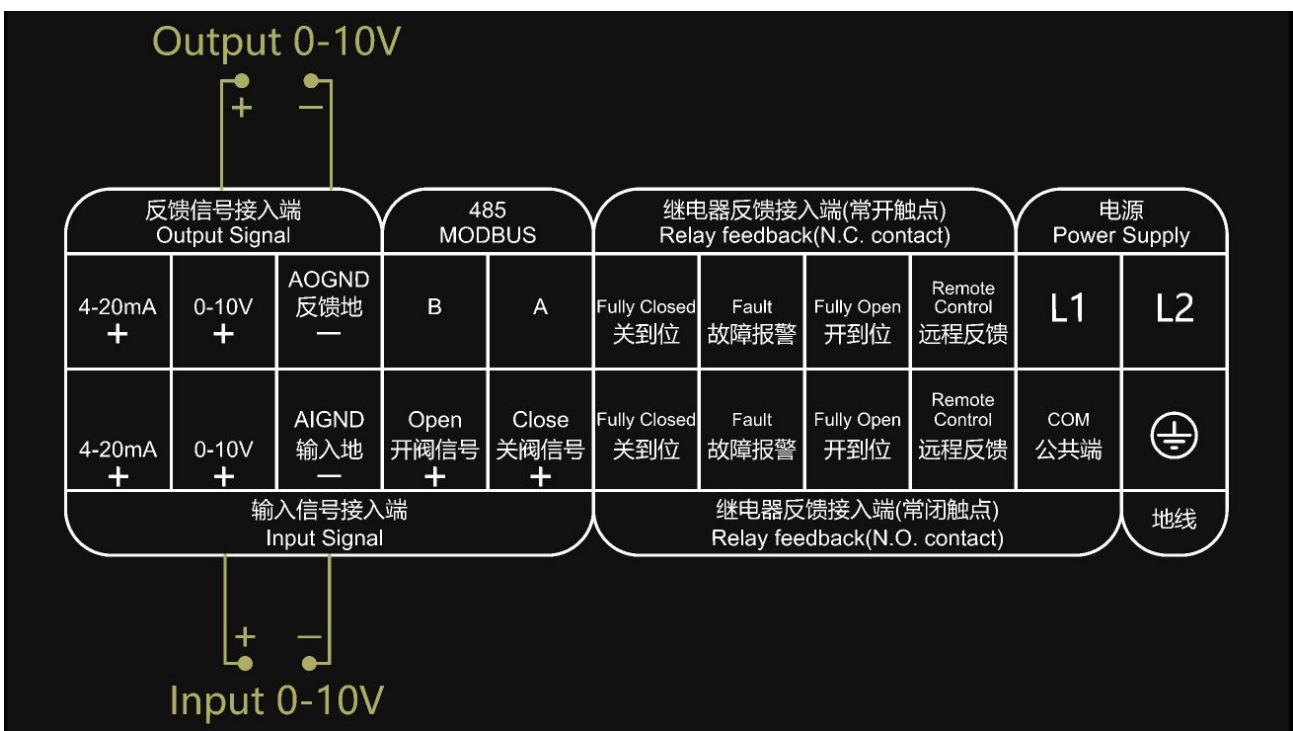 Output 0-10V
+ −
反馈信号接入端
Output Signal
485
MODBUS
继电器反馈接入端(常开触点)
Relay feedback(N.C. contact)
电源
Power Supply
4-20mA
+
0-10V
+
AOGND
反馈地
−
B
A
Fully Closed
关到位
Fault
故障报警
Fully Open
开到位
Remote
Control
远程反馈
L1
L2
4-20mA
+
0-10V
+
AIGND
输入地
−
Open
开阀信号
+
Close
关阀信号
+
Fully Closed
关到位
Fault
故障报警
Fully Open
开到位
Remote
Control
远程反馈
COM
公共端
输入信号接入端
Input Signal
继电器反馈接入端(常闭触点)
Relay feedback(N.O. contact)
地线
+ −
Input 0-10V